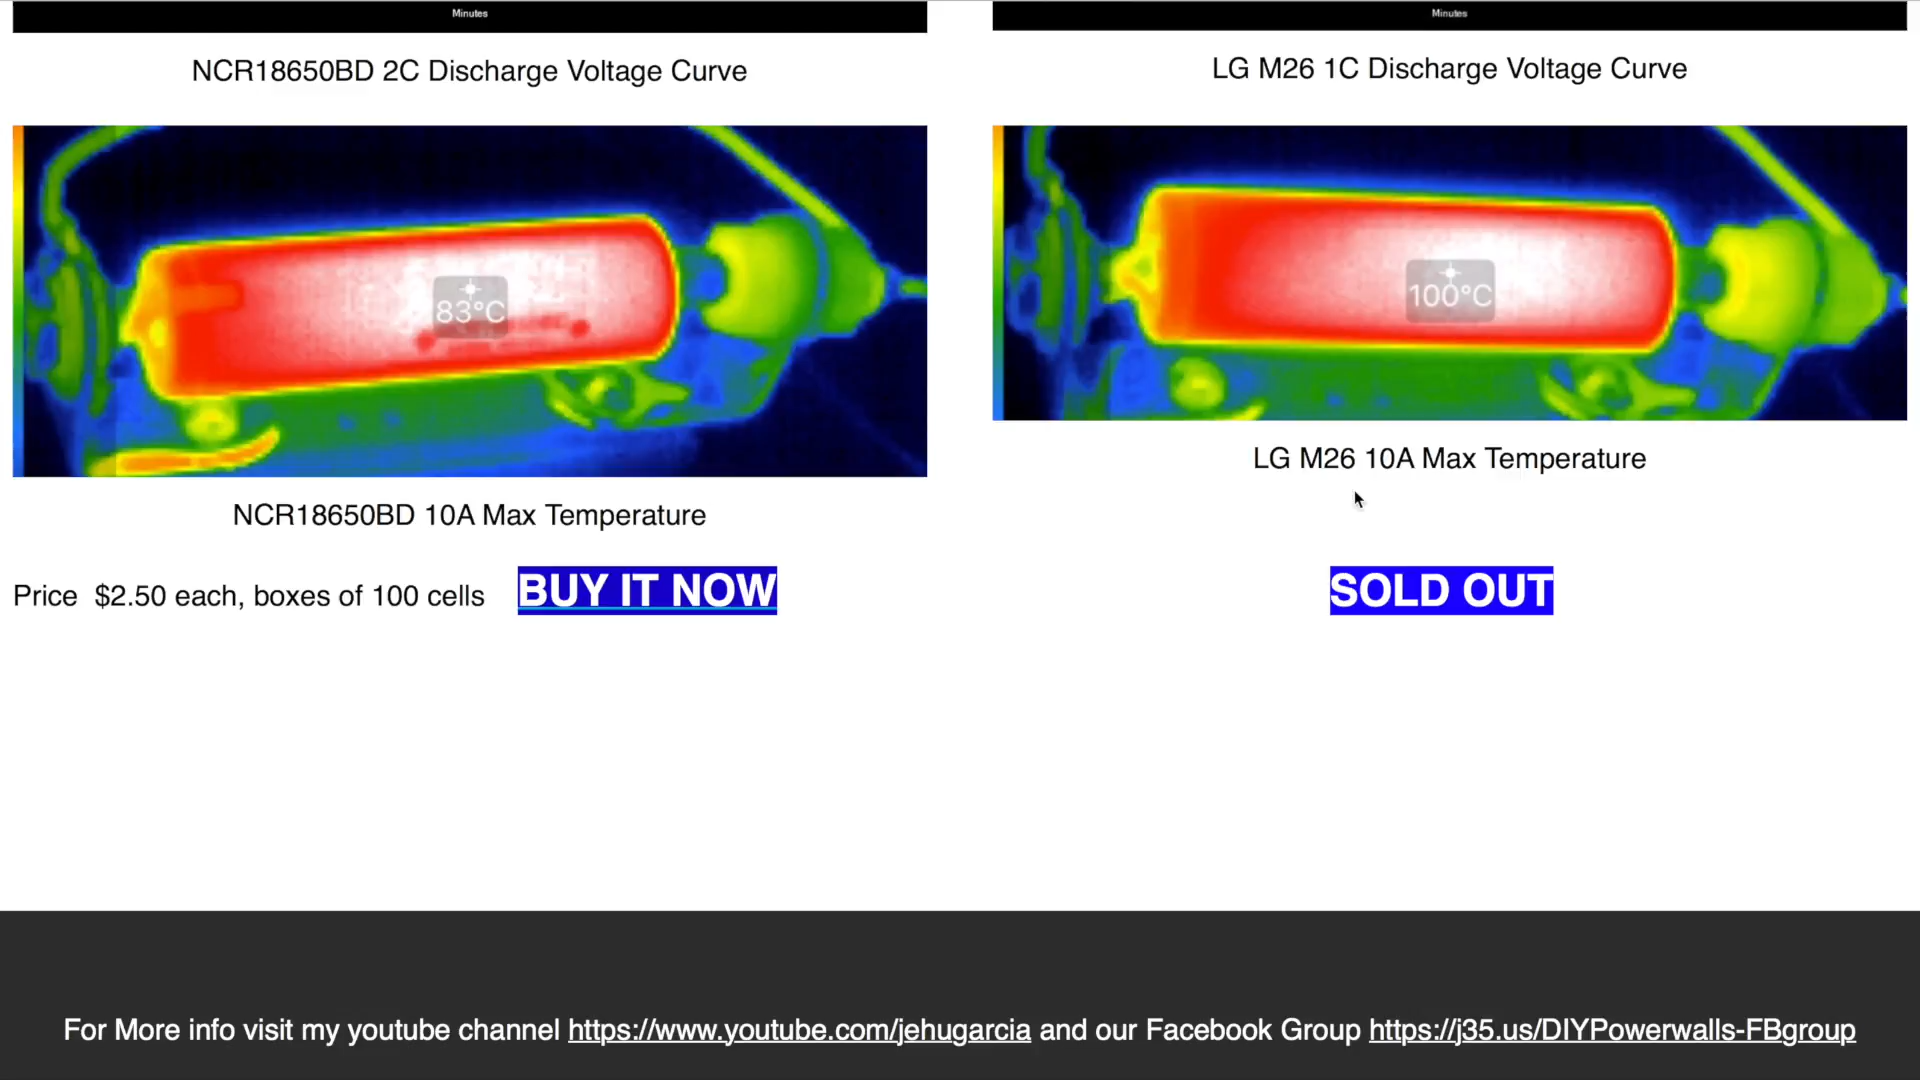 Minutes
NCR18650BD 2C Discharge Voltage Curve
83°C
NCR18650BD 10A Max Temperature
Price $2.50 each, boxes of 100 cells BUY IT NOW
Minutes
LG M26 1C Discharge Voltage Curve
100°C
LG M26 10A Max Temperature
SOLD OUT
For More info visit my youtube channel https://www.youtube.com/jehugarcia and our Facebook Group https://j35.us/DIYPowerwalls-FBgroup